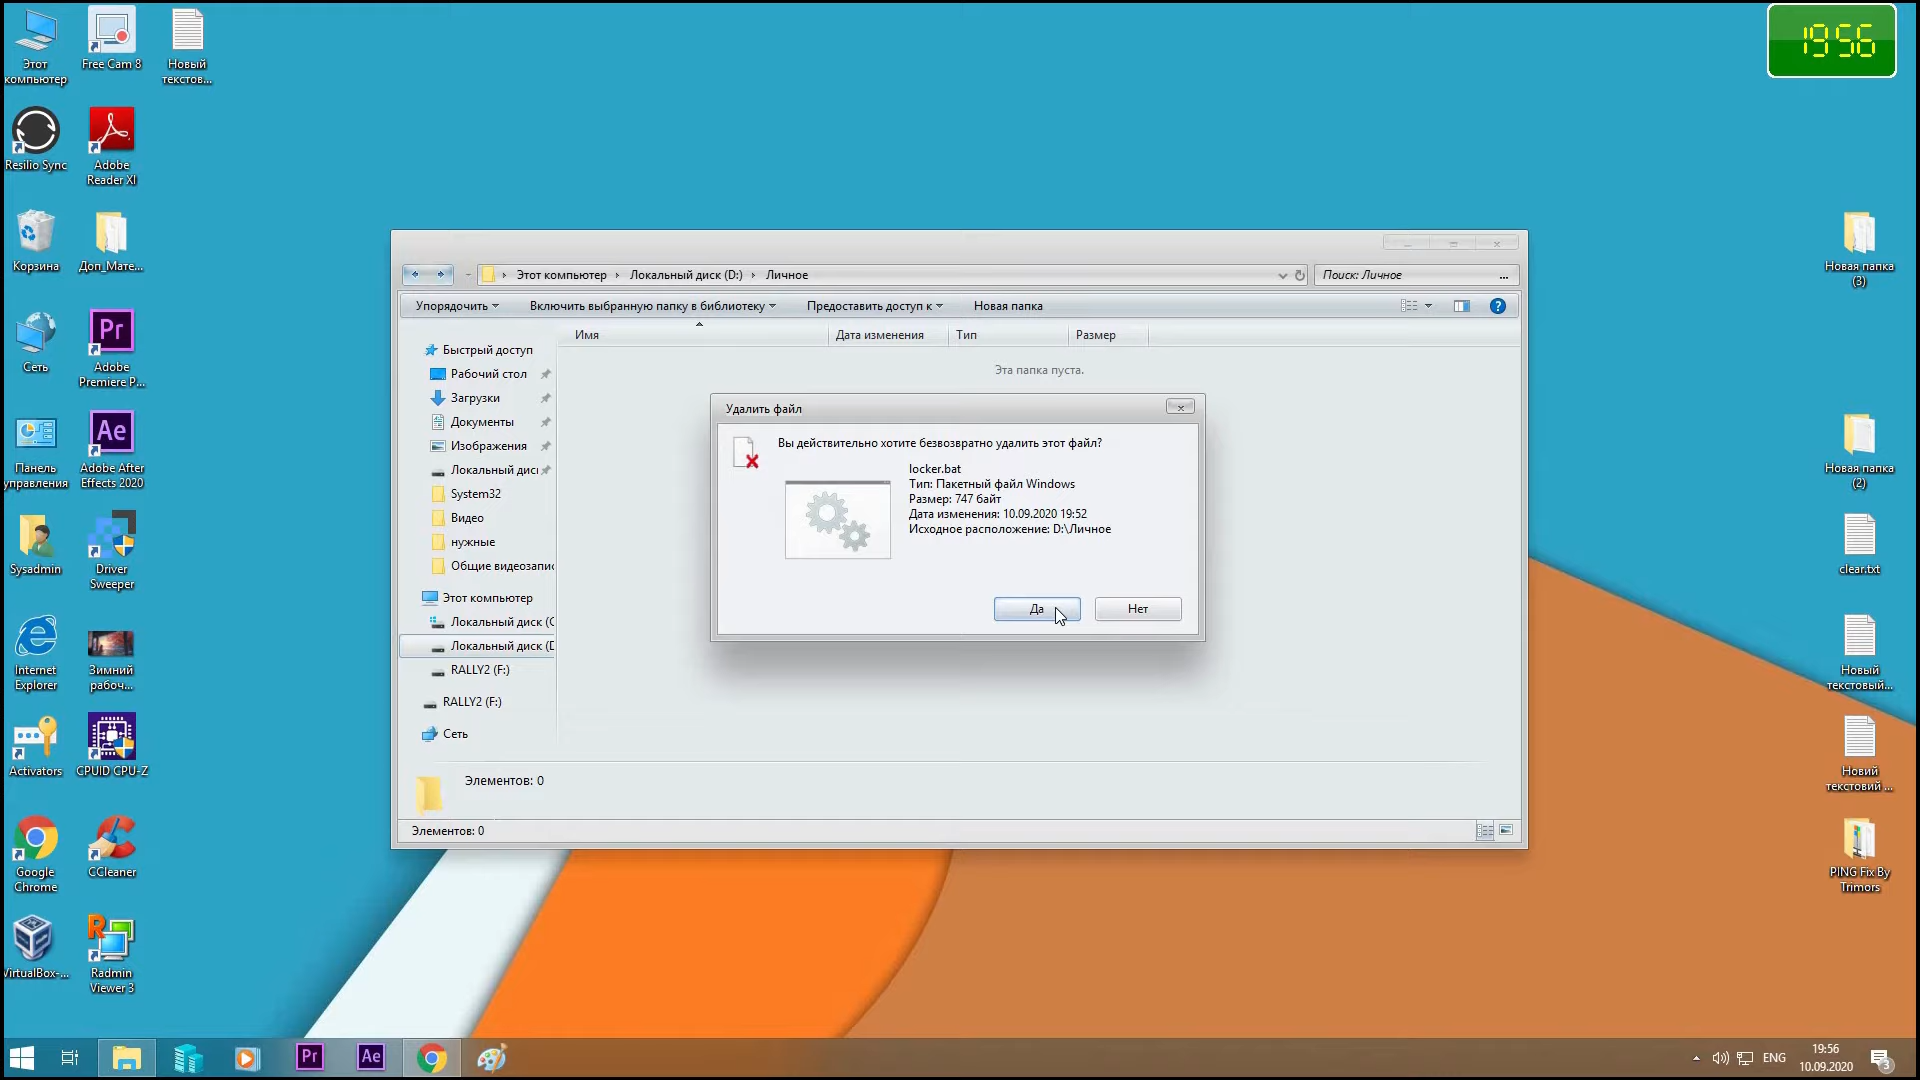 Этот
компьютер
Free Cam 8
Новый
текстов...
19 56
Resilio Sync
Adobe
Reader XI
Корзина
Доп_Мате...
Сеть
Adobe
Premiere P...
Панель
управления
Adobe After
Effects 2020
Sysadmin
Driver
Sweeper
Internet
Explorer
Зимний
рабоч...
Activators
CPUID CPU-Z
Google
Chrome
CCleaner
VirtualBox-...
Radmin
Viewer 3
Этот компьютер
Локальный диск (D:)
Личное
Поиск: Личное
Упорядочить
Включить выбранную папку в библиотеку
Предоставить доступ к
Новая папка
Имя
Дата изменения
Тип
Размер
Эта папка пуста.
Быстрый доступ
Рабочий стол
Загрузки
Документы
Изображения
Локальный дис
System32
Видео
нужные
Общие видеозапис
Этот компьютер
Локальный диск (C
Локальный диск (D
RALLY2 (F:)
RALLY2 (F:)
Сеть
Элементов: 0
Элементов: 0
Удалить файл
Вы действительно хотите безвозвратно удалить этот файл?
locker.bat
Тип: Пакетный файл Windows
Размер: 747 байт
Дата изменения: 10.09.2020 19:52
Исходное расположение: D:\Личное
Да
Нет
Новая папка
(3)
Новая папка
(2)
clear.txt
Новый
текстовый...
Новий
текстовий ...
PING Fix By
Trimors
Pr
Ae
Pr
Ae
ENG
19:56
10.09.2020
3